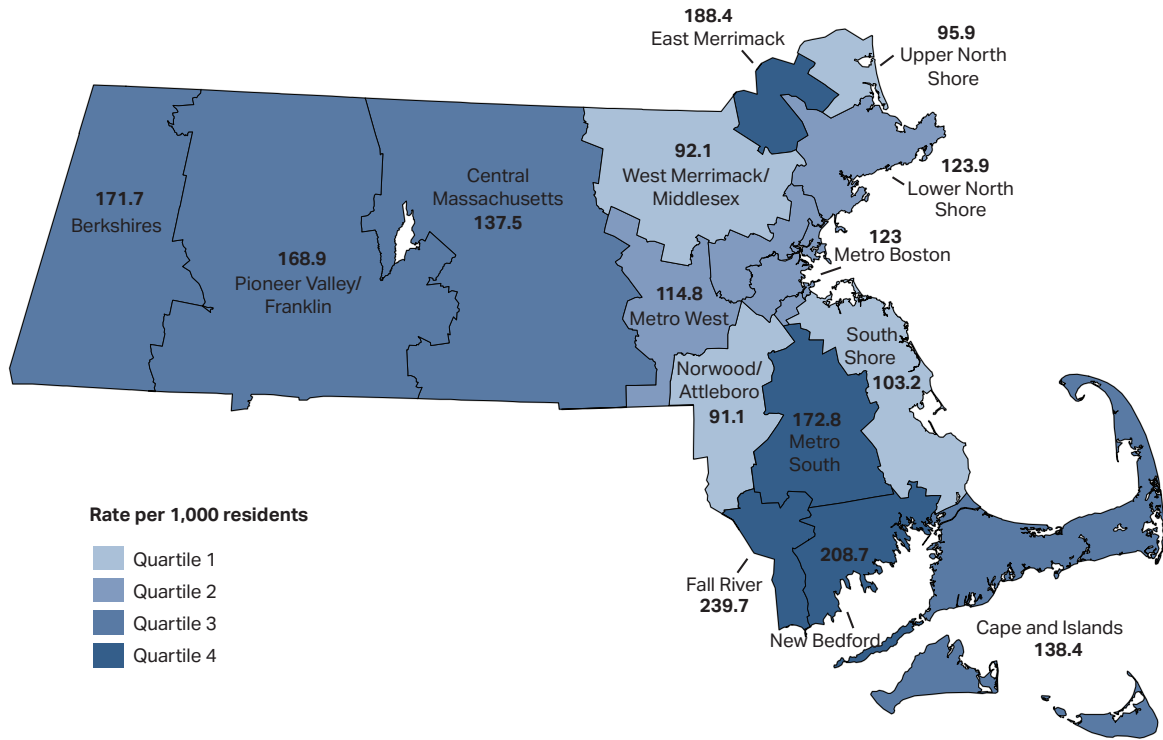 188.4
East Merrimack
95.9
Upper North
Shore
92.1
West Merrimack/
Middlesex
123.9
Lower North
Shore
171.7
Berkshires
Central
Massachusetts
137.5
123
Metro Boston
168.9
Pioneer Valley/
Franklin
114.8
Metro West
South
Shore
103.2
Norwood/
Attleboro
91.1
172.8
Metro
South
Rate per 1,000 residents
Quartile 1
Quartile 2
Quartile 3
Quartile 4
208.7
Fall River
239.7
New Bedford
Cape and Islands
138.4